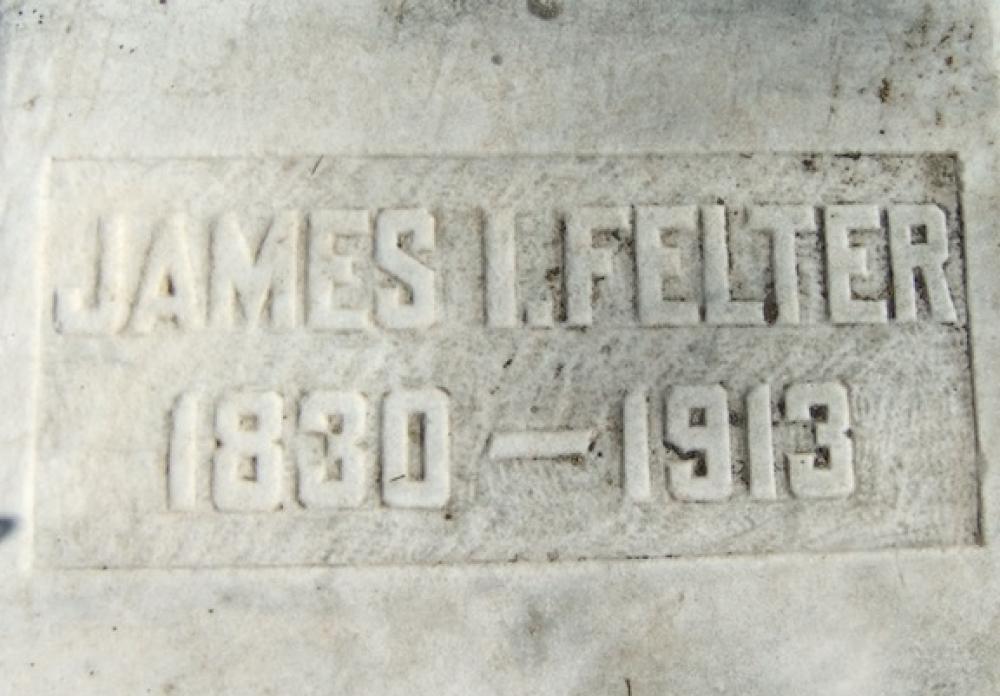 JAMES I. FELTER
1830 — 1913